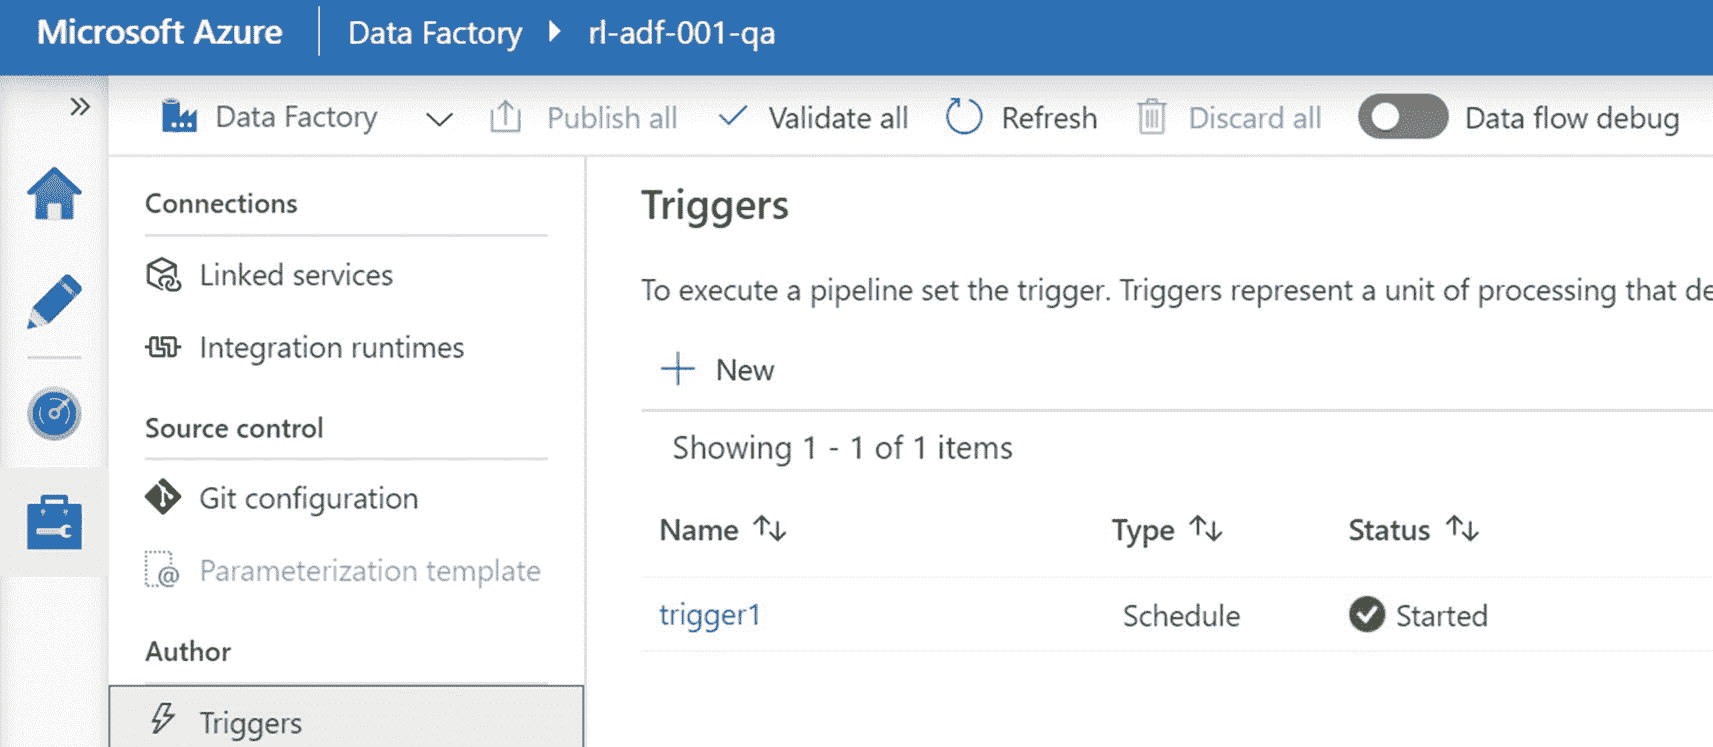 Microsoft Azure Data Factory rl-adf-001-qa
Data Factory Publish all Validate all Refresh Discard all Data flow debug
Connections
Linked services
Integration runtimes
Source control
Git configuration
Parameterization template
Author
Triggers
Triggers
To execute a pipeline set the trigger. Triggers represent a unit of processing that de
New
Showing 1 - 1 of 1 items
Name Type Status
trigger1 Schedule Started